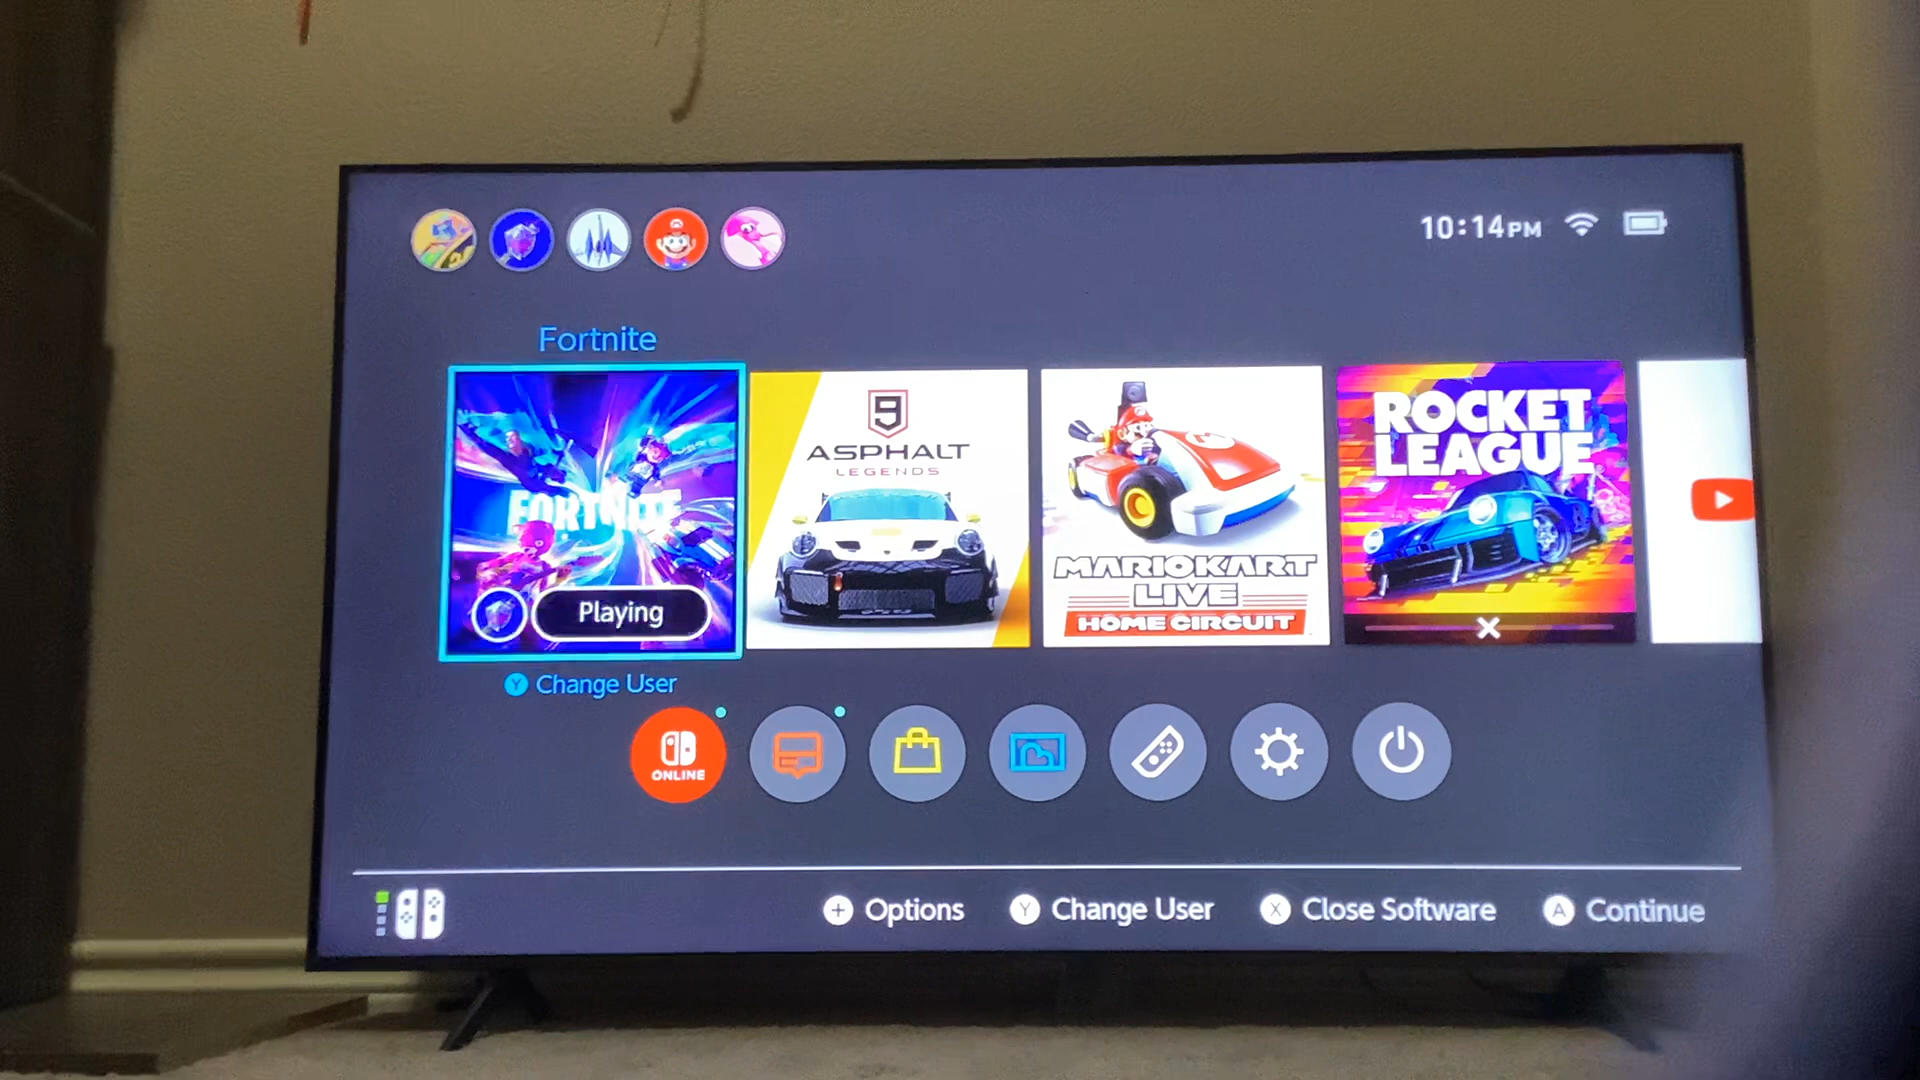 10:14PM
Fortnite
FORTNITE
Playing
9
ASPHALT
LEGENDS
MARIOKART
LIVE
HOME CIRCUIT
ROCKET
LEAGUE
Y Change User
ONLINE
+ Options
Y Change User
X Close Software
A Continue